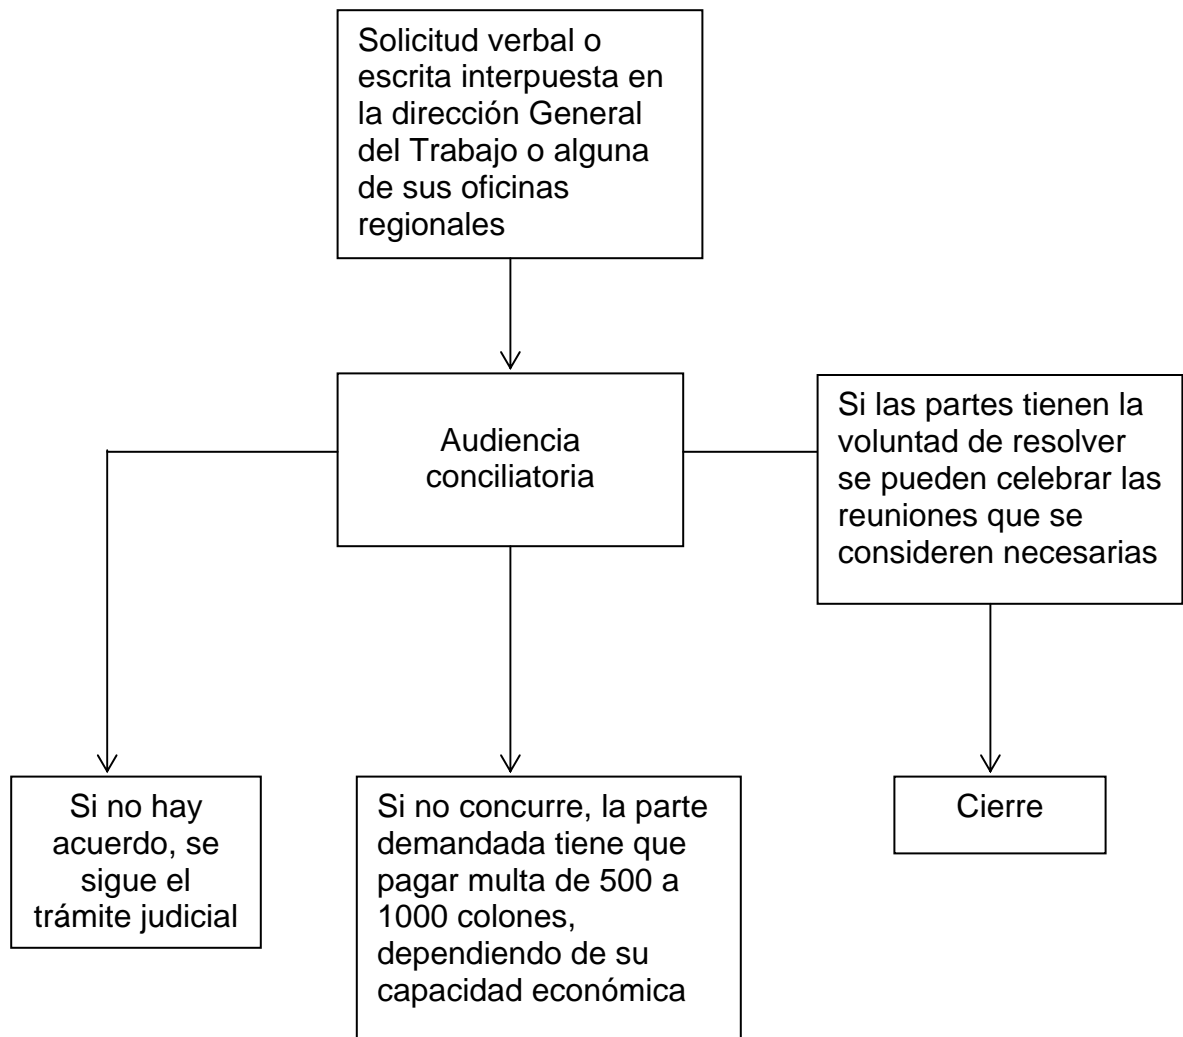 Solicitud verbal o
escrita interpuesta en
la dirección General
del Trabajo o alguna
de sus oficinas
regionales
Audiencia
conciliatoria
Si las partes tienen la
voluntad de resolver
se pueden celebrar las
reuniones que se
consideren necesarias
Si no hay
acuerdo, se
sigue el
trámite judicial
Si no concurre, la parte
demandada tiene que
pagar multa de 500 a
1000 colones,
dependiendo de su
capacidad económica
Cierre